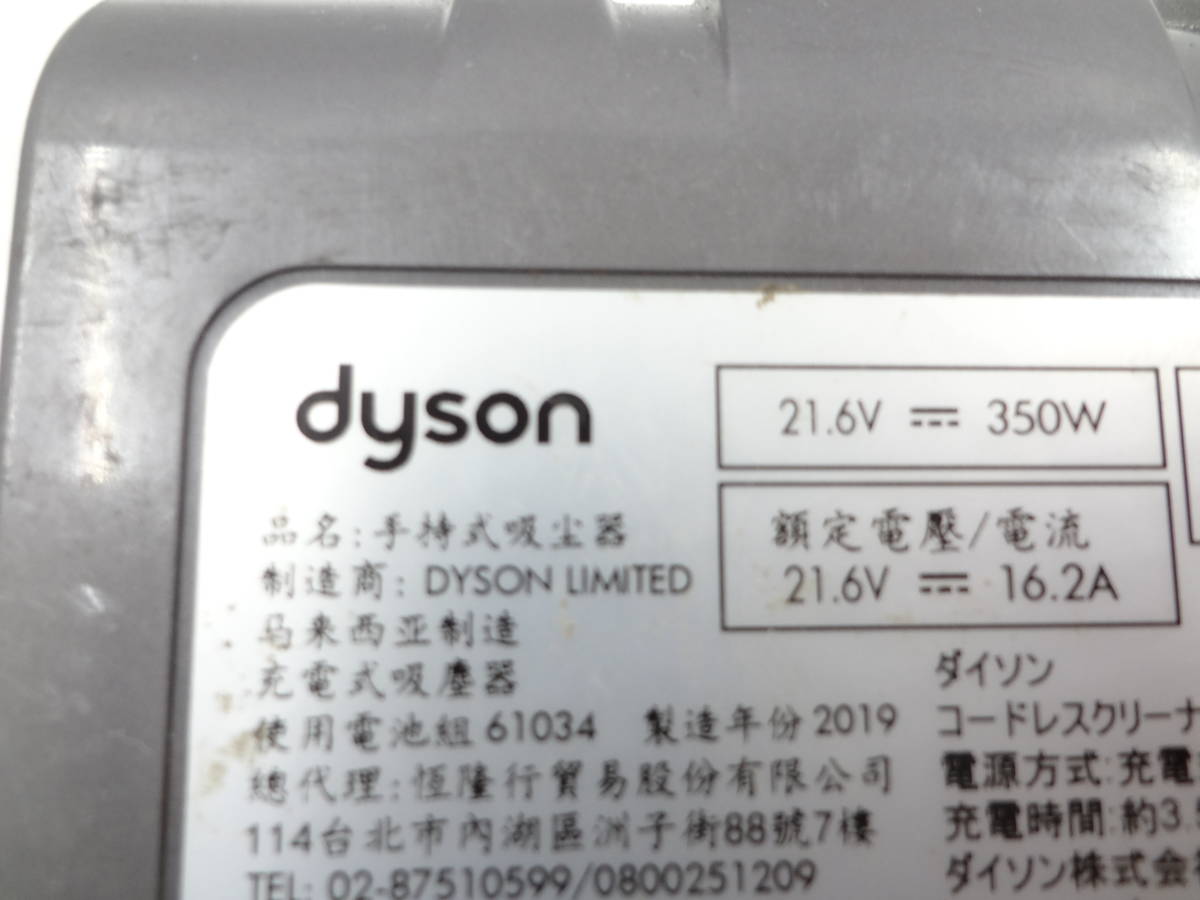 dyson
21.6V ⎓ 350W
額定電壓/電流
21.6V ⎓ 16.2A
品名:手持式吸尘器
制造商: DYSON LIMITED
马来西亚制造
充電式吸塵器
使用電池組 61034 製造年份 2019
總代理:恆隆行貿易股份有限公司
114台北市內湖區洲子街88號7樓
TEL: 02-87510599/0800251209
ダイソン
コードレスクリーナ
電源方式:充電
充電時間:約3.
ダイソン株式会